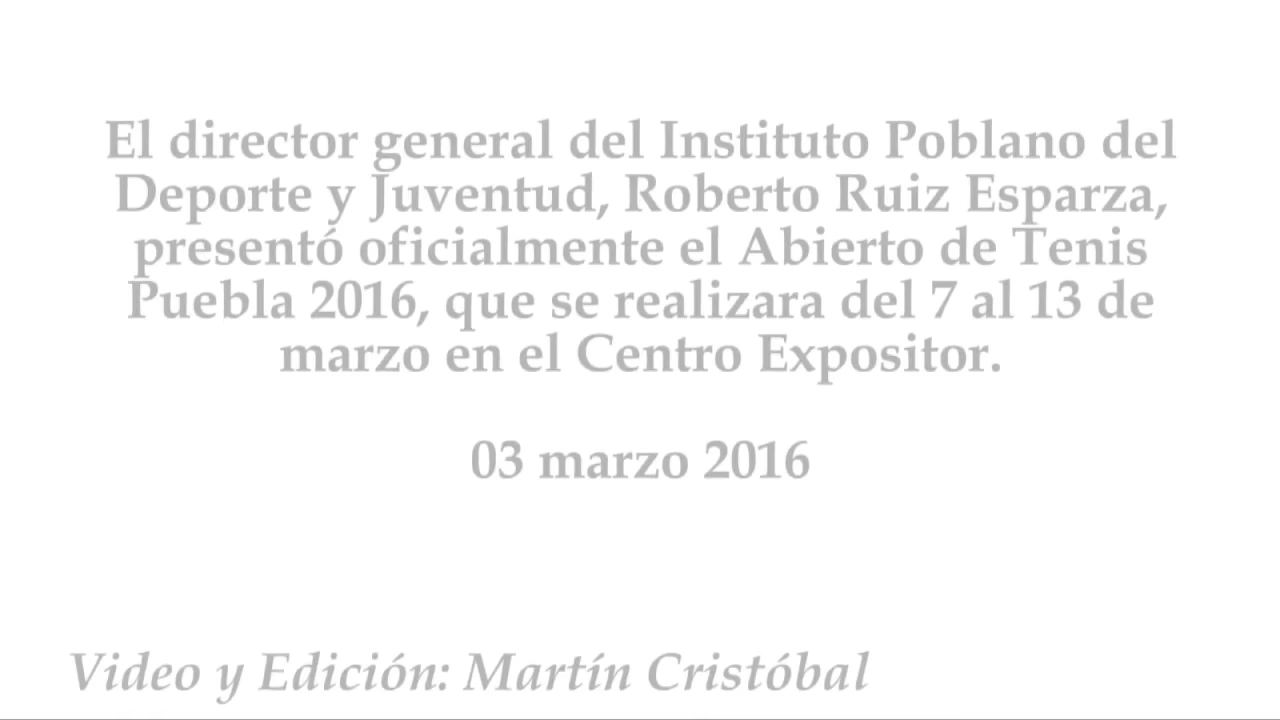 El director general del Instituto Poblano del
Deporte y Juventud, Roberto Ruiz Esparza,
presentó oficialmente el Abierto de Tenis
Puebla 2016, que se realizara del 7 al 13 de
marzo en el Centro Expositor.
03 marzo 2016
Video y Edición: Martín Cristóbal